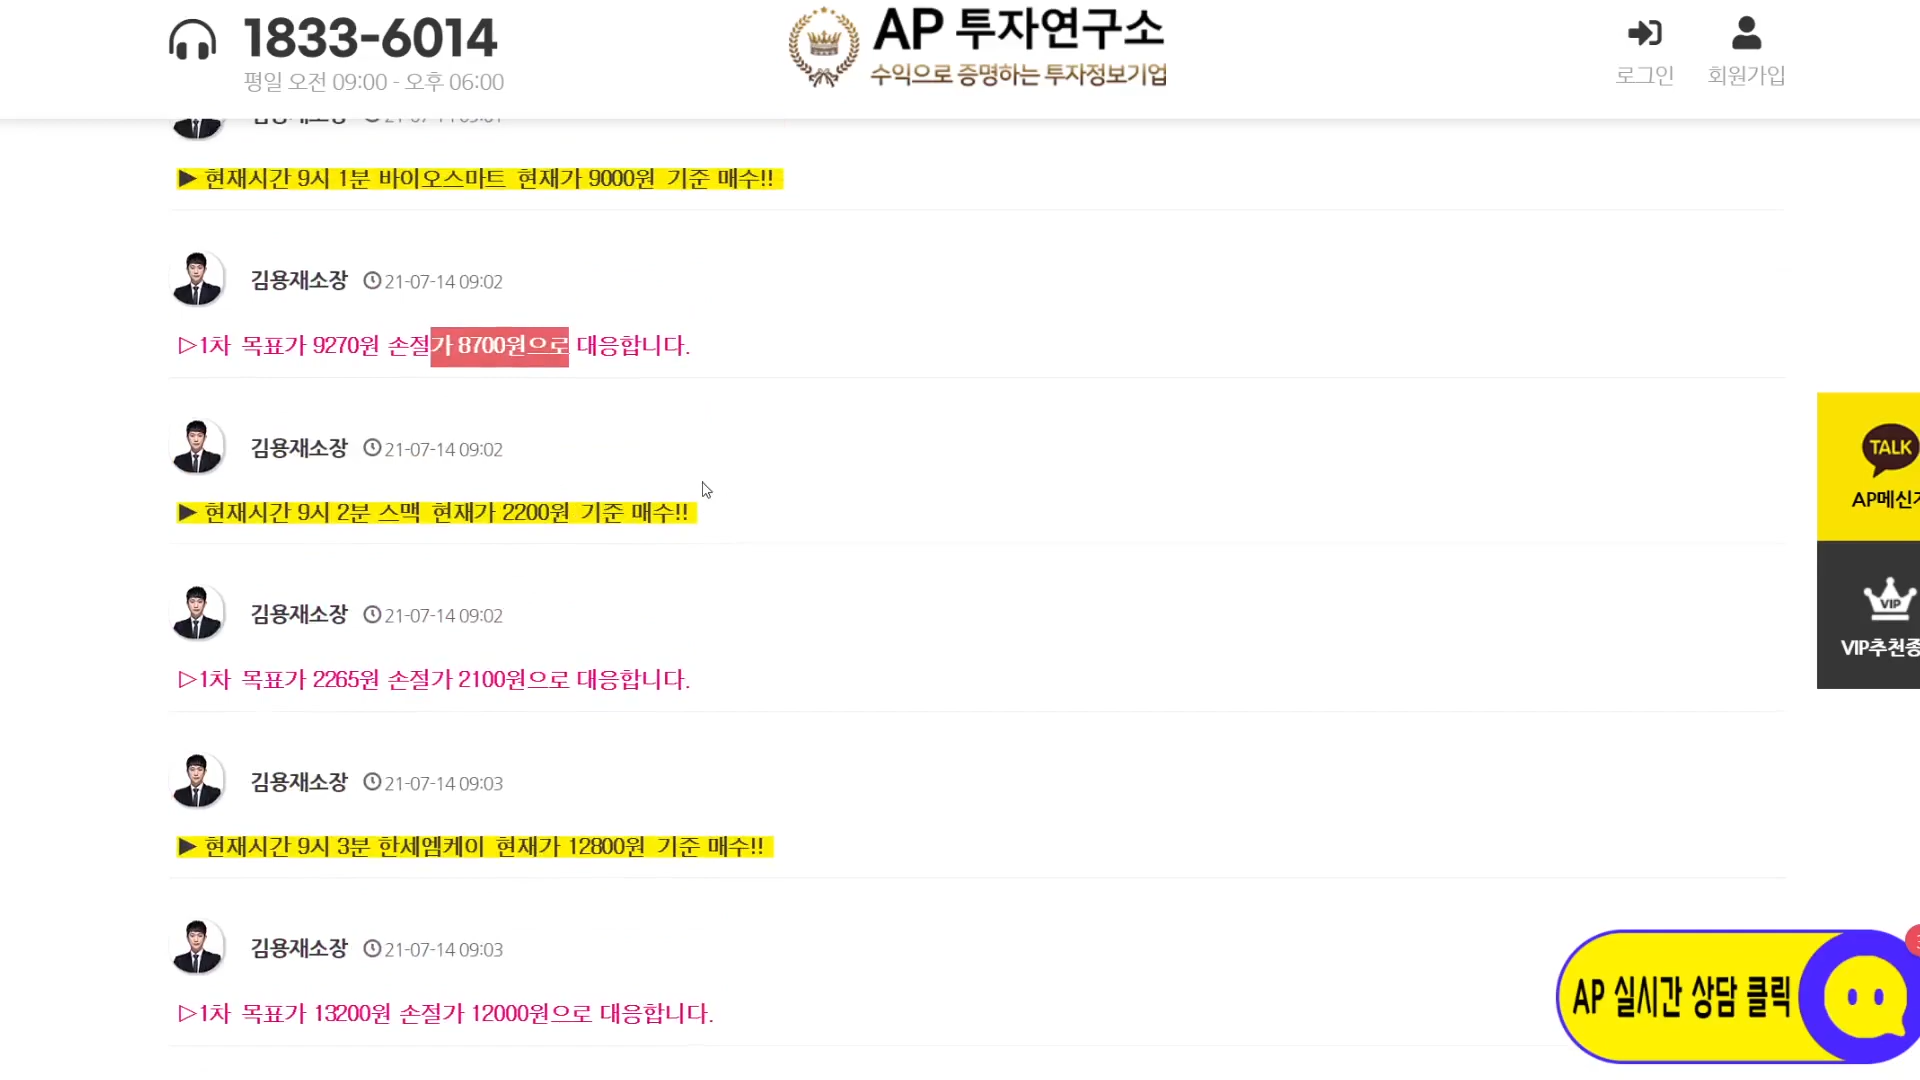 1833-6014
평일 오전 09:00 - 오후 06:00
AP 투자연구소
수익으로 증명하는 투자정보기업
로그인
회원가입
▶ 현재시간 9시 1분 바이오스마트 현재가 9000원 기준 매수!!
김용재소장 21-07-14 09:02
▷1차 목표가 9270원 손절가 8700원으로 대응합니다.
김용재소장 21-07-14 09:02
▶ 현재시간 9시 2분 스맥 현재가 2200원 기준 매수!!
김용재소장 21-07-14 09:02
▷1차 목표가 2265원 손절가 2100원으로 대응합니다.
김용재소장 21-07-14 09:03
▶ 현재시간 9시 3분 한세엠케이 현재가 12800원 기준 매수!!
김용재소장 21-07-14 09:03
▷1차 목표가 13200원 손절가 12000원으로 대응합니다.
TALK
AP메신
VIP
VIP추천종
AP 실시간 상담 클릭